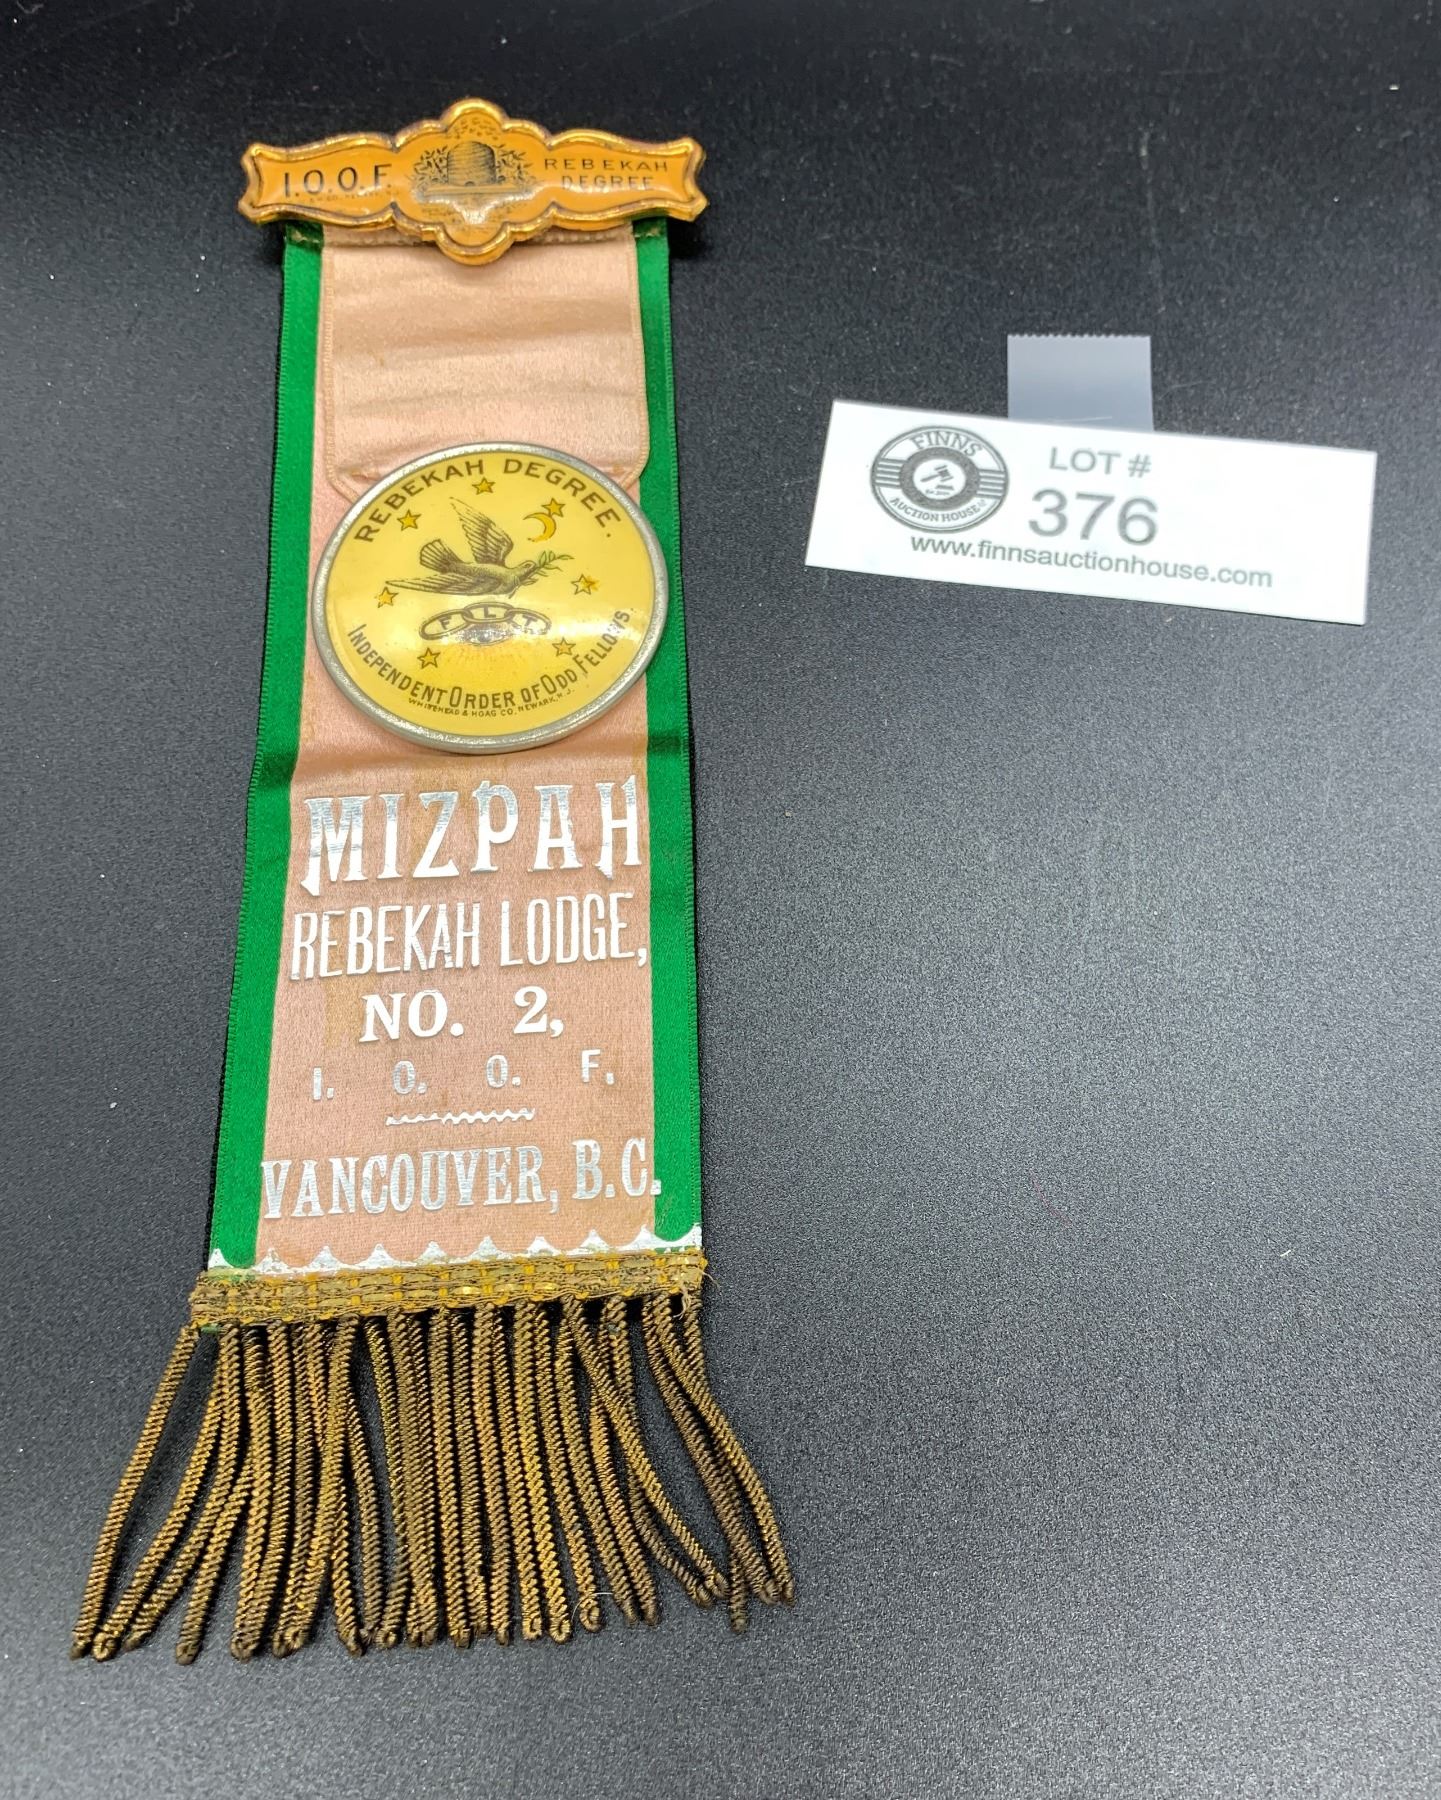 I.O.O.F.
REBEKAH
DEGREE
REBEKAH DEGREE.
F. L. T.
INDEPENDENT ORDER OF ODD FELLOWS.
WHITEHEAD & HOAG CO. NEWARK, N.J.
MIZPAH
REBEKAH LODGE,
NO. 2,
I. O. O. F.
VANCOUVER, B.C.
FINNS
AUCTION HOUSE
LOT #
376
www.finnsauctionhouse.com